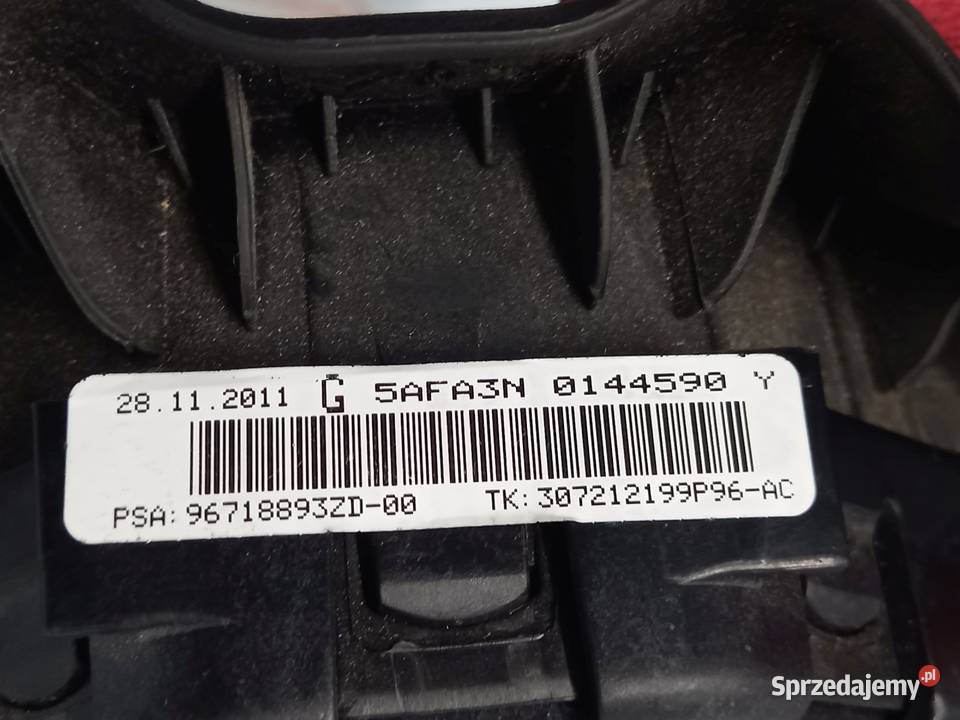 28.11.2011 G 5AFA3N 0144590 Y
PSA: 96718893ZD-00 TK: 307212199P96-AC
Sprzedajemy.pl